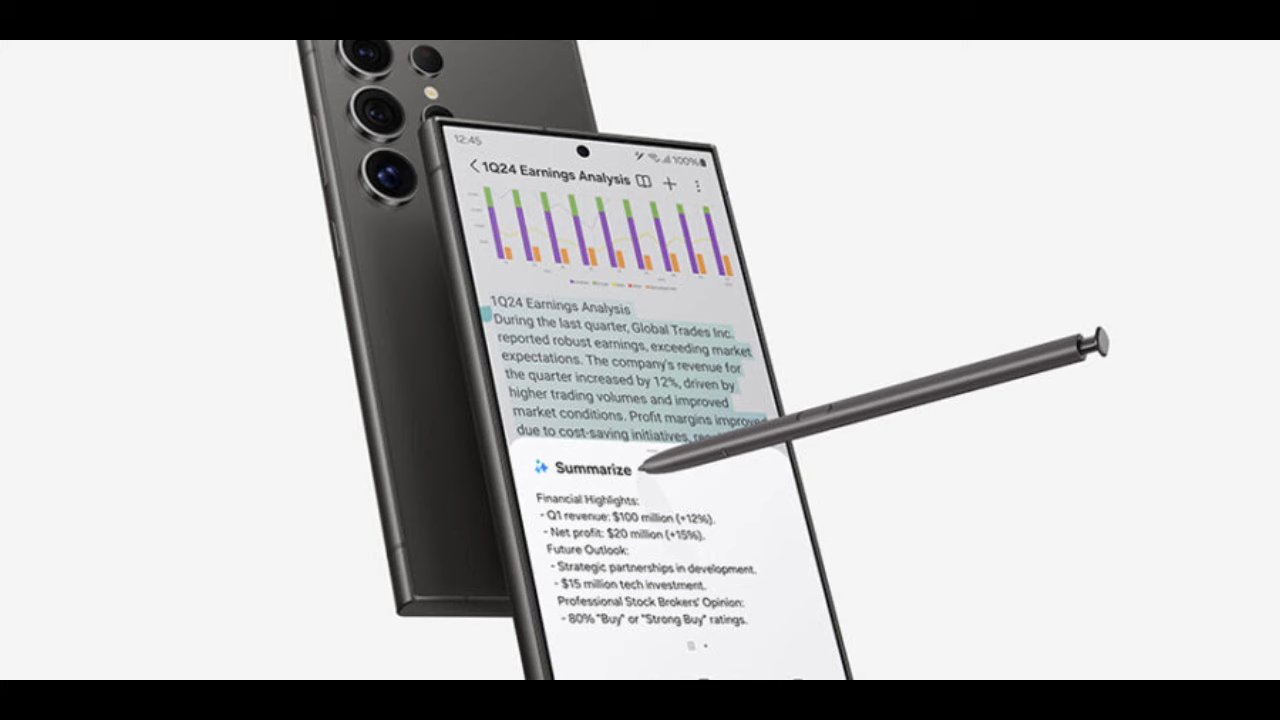 12:45
100%
1Q24 Earnings Analysis
1Q24 Earnings Analysis
During the last quarter, Global Trades Inc.
reported robust earnings, exceeding market
expectations. The company's revenue for
the quarter increased by 12%, driven by
higher trading volumes and improved
market conditions. Profit margins improved
due to cost-saving initiatives,
Summarize
Financial Highlights:
- Q1 revenue: $100 million (+12%).
- Net profit: $20 million (+15%).
Future Outlook:
- Strategic partnerships in development.
- $15 million tech investment.
Professional Stock Brokers' Opinion:
- 80% "Buy" or "Strong Buy" ratings.